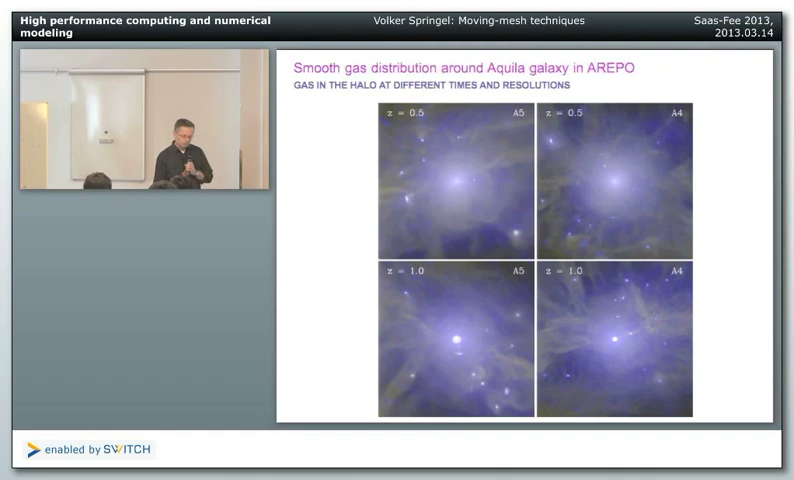 High performance computing and numerical
modeling
Volker Springel: Moving-mesh techniques
Saas-Fee 2013,
2013.03.14
Smooth gas distribution around Aquila galaxy in AREPO
GAS IN THE HALO AT DIFFERENT TIMES AND RESOLUTIONS
z = 0.5 A5
z = 0.5 A4
z = 1.0 A5
z = 1.0 A4
enabled by SWITCH